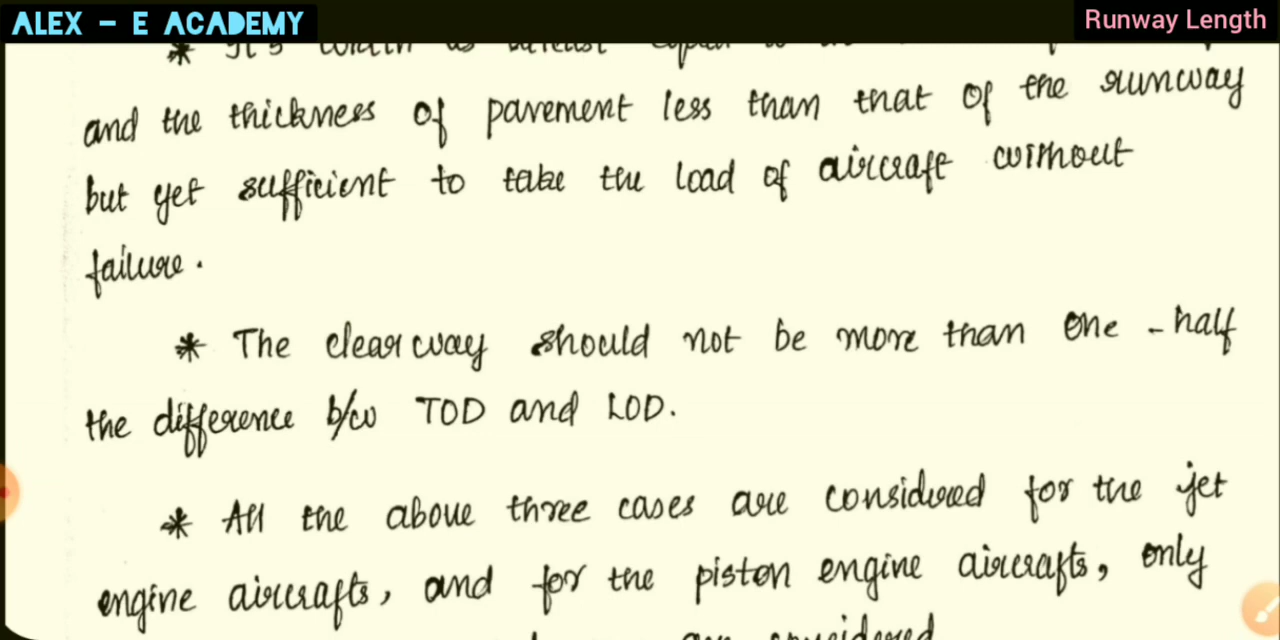 ALEX - E ACADEMY
Runway Length
and the thickness of pavement less than that of the runway
but yet sufficient to take the load of aircraft without
failure.
* The clearway should not be more than one - half
the difference b/w TOD and LOD.
* All the above three cases are considered for the jet
engine aircrafts, and for the piston engine aircrafts, only
are considered